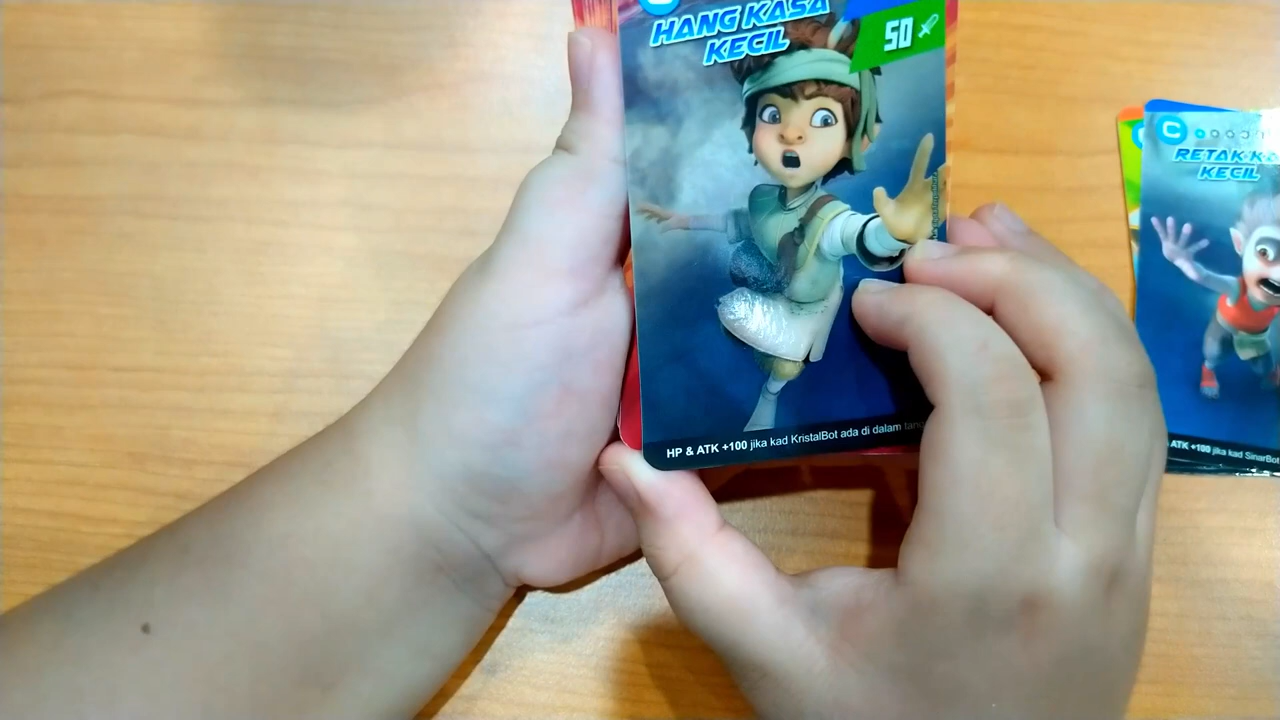 C
HANG KASA
KECIL
50
HP & ATK +100 jika kad KristalBot ada di dalam
C
RETAK
KECIL
ATK +100 jika kad SinarBot